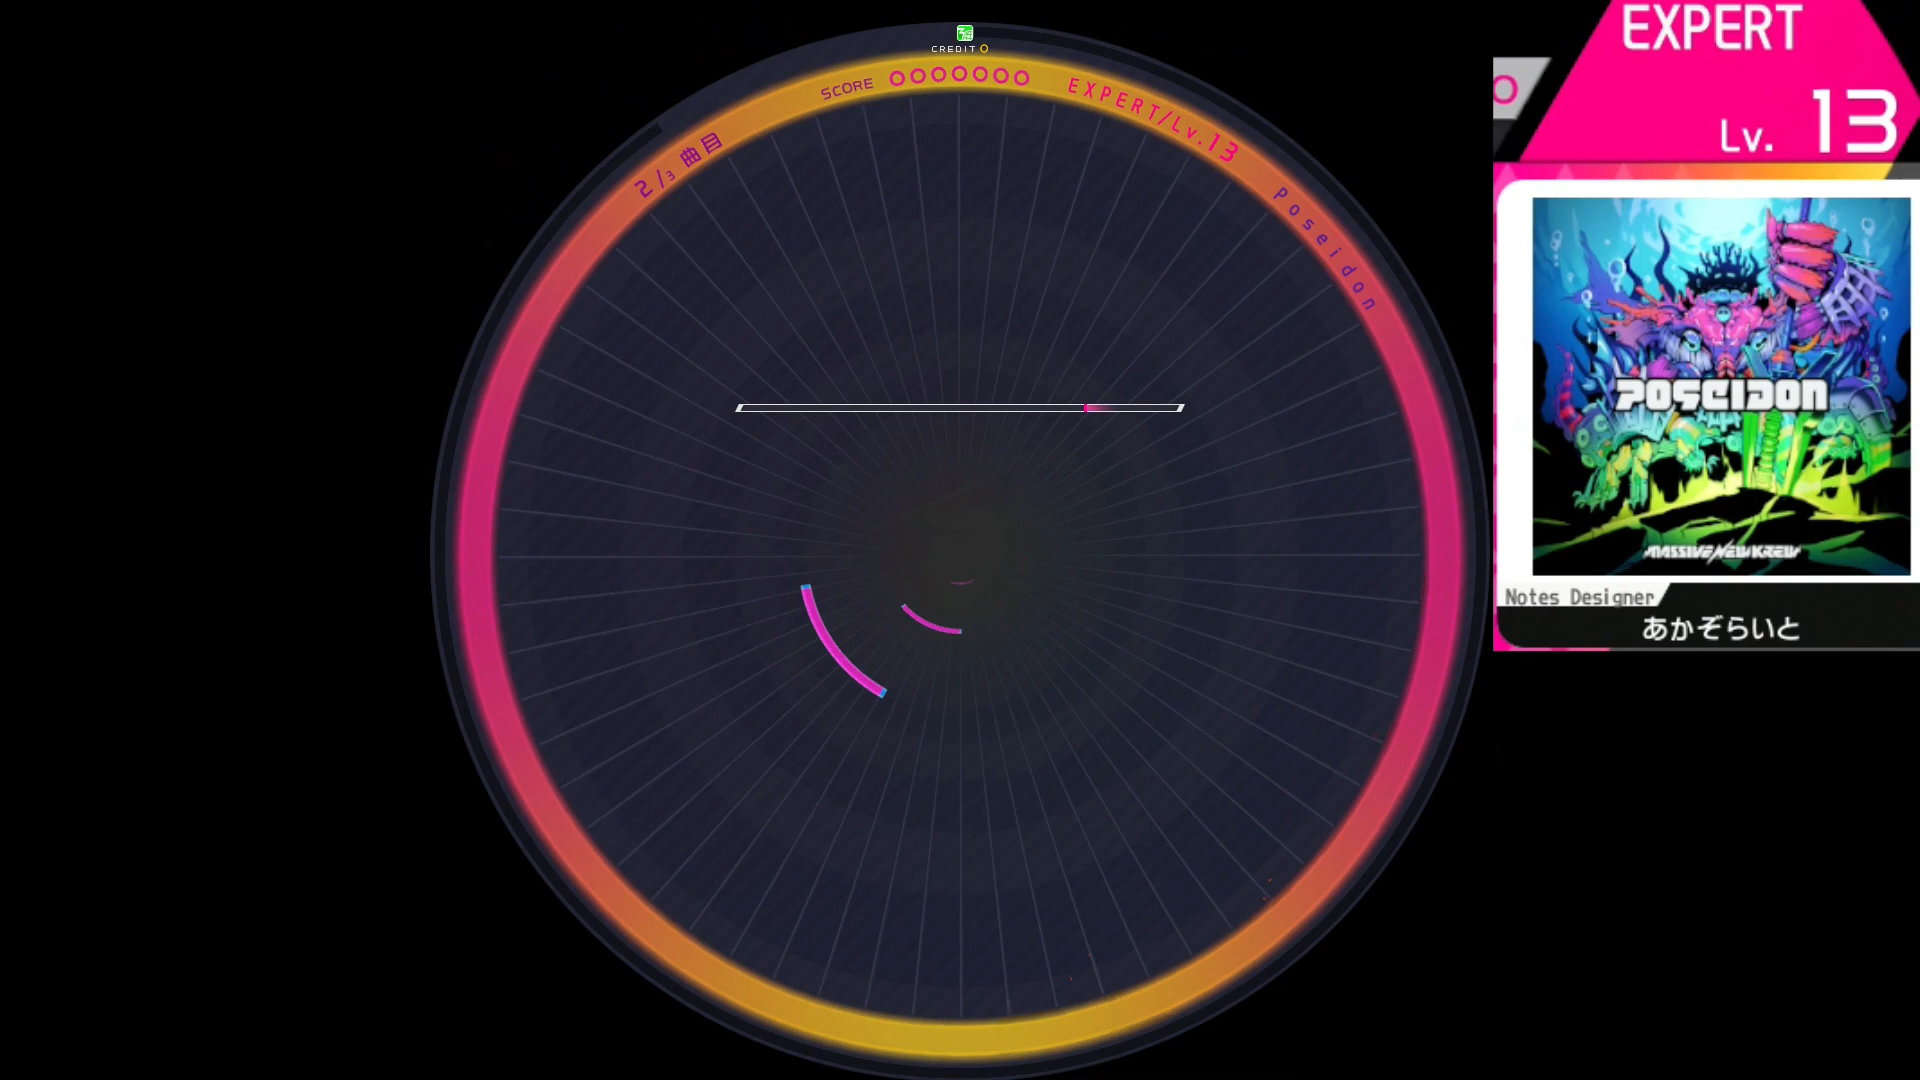 CREDIT 0
SCORE 0000000
EXPERT/Lv.13
2/3 曲目
poseidon
EXPERT
Lv. 13
POSEIDON
MASSIVE NEW KREW
Notes Designer
あかぞらいと